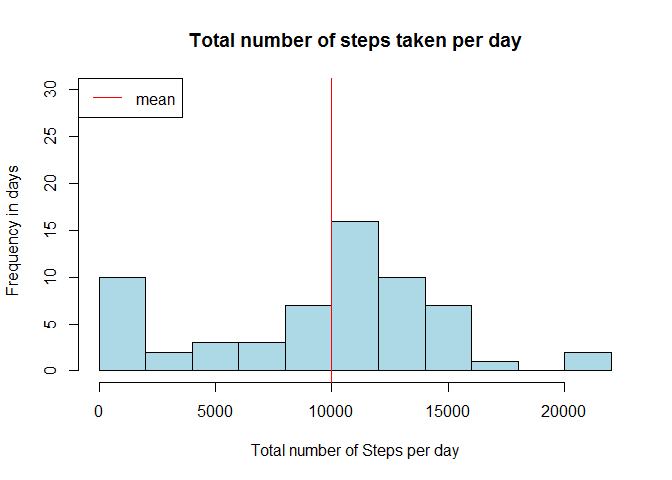 Total number of steps taken per day
mean
Frequency in days
30
25
20
15
10
5
0
0 5000 10000 15000 20000
Total number of Steps per day